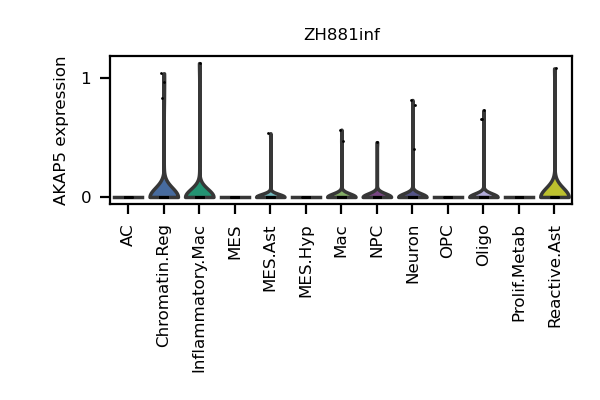 ZH881inf
AKAP5 expression
1
0
AC
Chromatin.Reg
Inflammatory.Mac
MES
MES.Ast
MES.Hyp
Mac
NPC
Neuron
OPC
Oligo
Prolif.Metab
Reactive.Ast